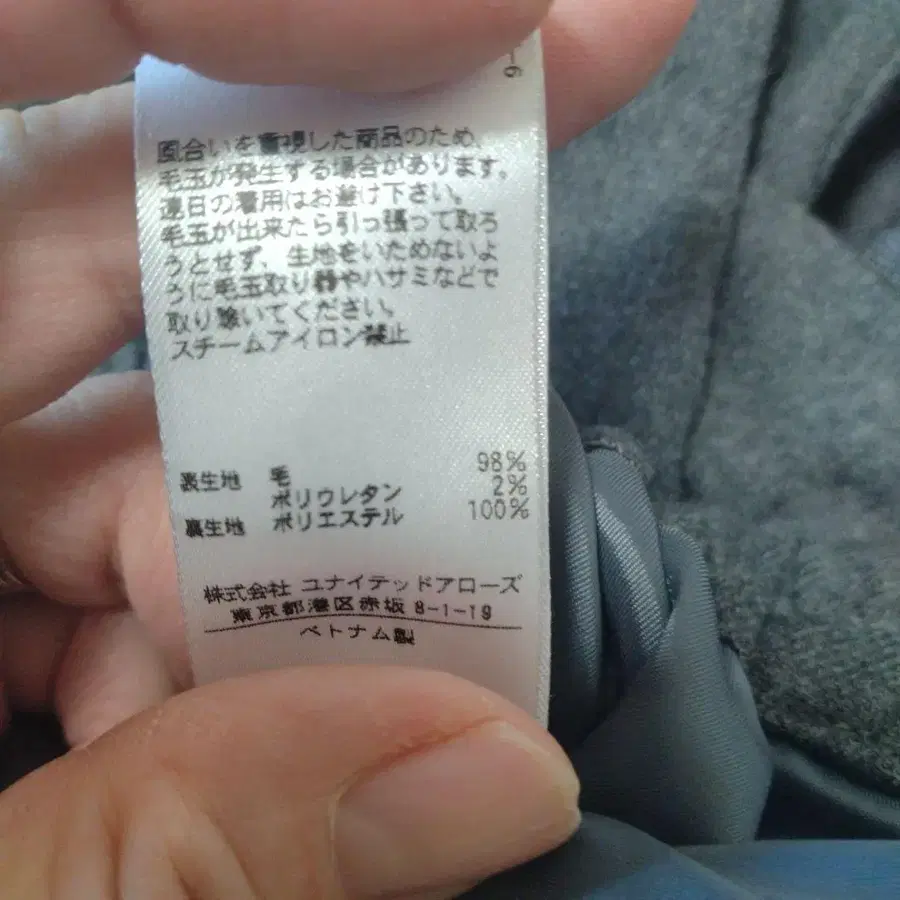 -6
風合いを重視した商品のため、
毛玉が発生する場合があります。
連日の着用はお避け下さい。
毛玉が出来たら引っ張って取ろ
うとせず、生地をいためないよ
うに毛玉取り器やハサミなどで
取り除いてください。
スチームアイロン禁止
表生地 毛 98%
ポリウレタン 2%
裏生地 ポリエステル 100%
株式会社 ユナイテッドアローズ
東京都港区赤坂 8-1-19
ベトナム製